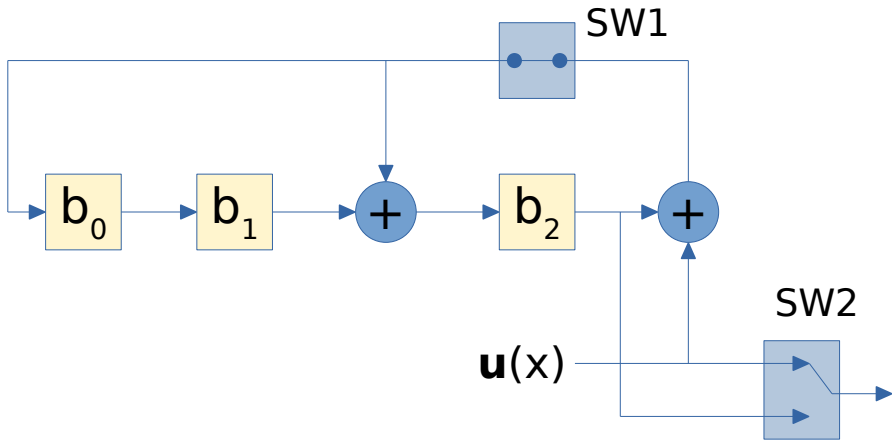 SW1
b₀
b₁
+
b₂
+
SW2
u(x)